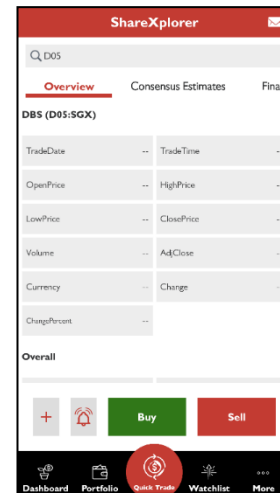 ShareXplorer
D05
Overview Consensus Estimates Fina
DBS (D05:SGX)
TradeDate -- TradeTime --
OpenPrice -- HighPrice --
LowPrice -- ClosePrice --
Volume -- AdjClose --
Currency -- Change --
ChangePercent --
Overall
+ Buy Sell
Dashboard Portfolio Quick Trade Watchlist More